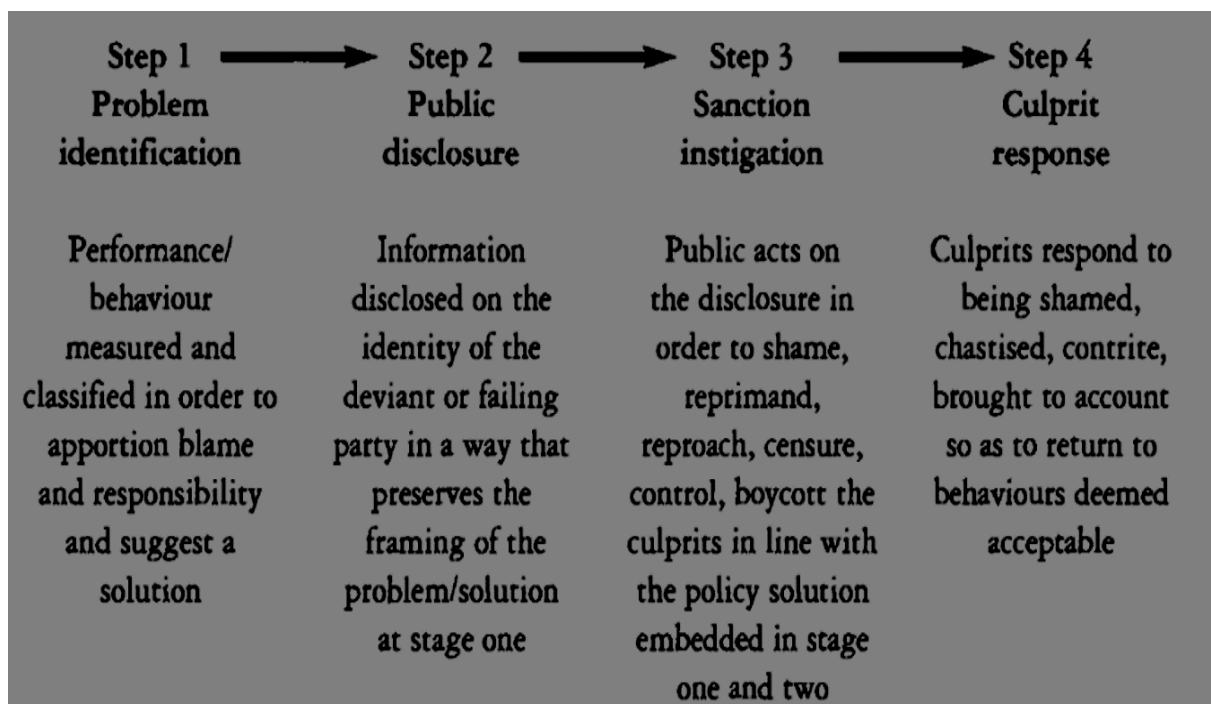 Step 1
Problem
identification
Performance/
behaviour
measured and
classified in order to
apportion blame
and responsibility
and suggest a
solution
Step 2
Public
disclosure
Information
disclosed on the
identity of the
deviant or failing
party in a way that
preserves the
framing of the
problem/solution
at stage one
Step 3
Sanction
instigation
Public acts on
the disclosure in
order to shame,
reprimand,
reproach, censure,
control, boycott the
culprits in line with
the policy solution
embedded in stage
one and two
Step 4
Culprit
response
Culprits respond to
being shamed,
chastised, contrite,
brought to account
so as to return to
behaviours deemed
acceptable